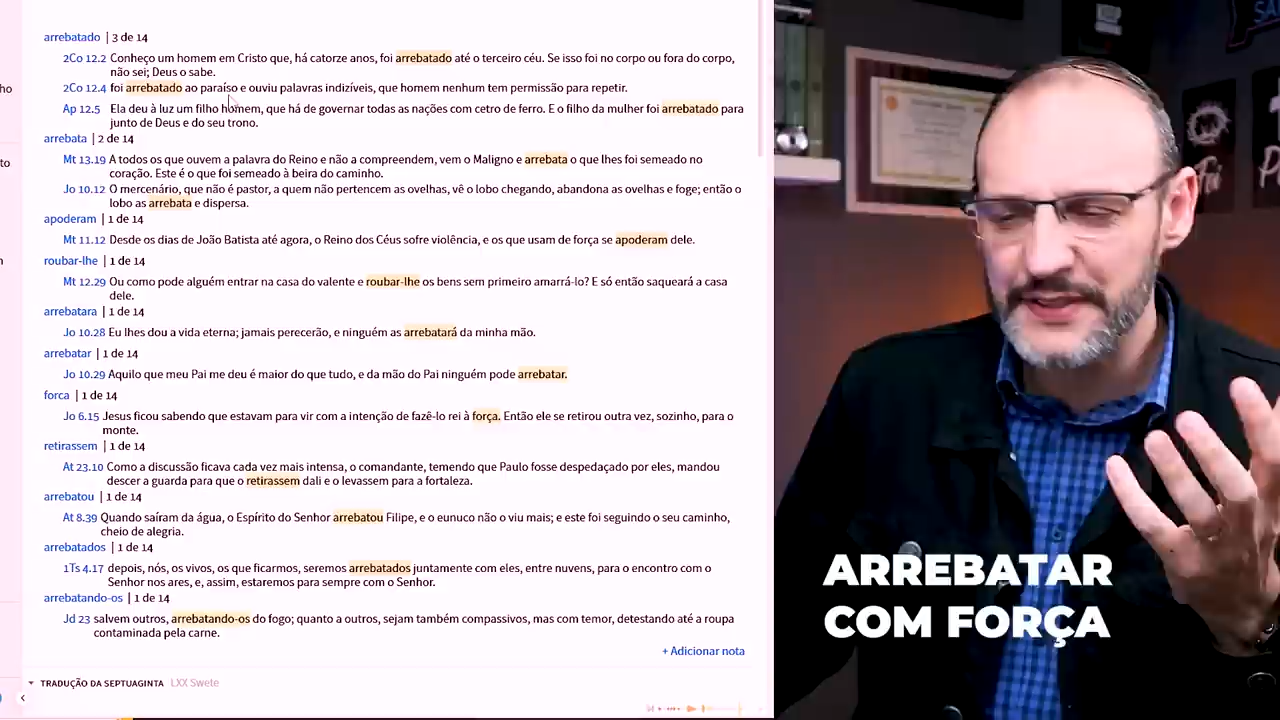 arrebatado | 3 de 14
2Co 12.2 Conheço um homem em Cristo que, há catorze anos, foi arrebatado até o terceiro céu. Se isso foi no corpo ou fora do corpo,
não sei; Deus o sabe.
2Co 12.4 foi arrebatado ao paraíso e ouviu palavras indizíveis, que homem nenhum tem permissão para repetir.
Ap 12.5 Ela deu à luz um filho homem, que há de governar todas as nações com cetro de ferro. E o filho da mulher foi arrebatado para
junto de Deus e do seu trono.
arrebata | 2 de 14
Mt 13.19 A todos os que ouvem a palavra do Reino e não a compreendem, vem o Maligno e arrebata o que lhes foi semeado no
coração. Este é o que foi semeado à beira do caminho.
Jo 10.12 O mercenário, que não é pastor, a quem não pertencem as ovelhas, vê o lobo chegando, abandona as ovelhas e foge; então o
lobo as arrebata e dispersa.
apoderam | 1 de 14
Mt 11.12 Desde os dias de João Batista até agora, o Reino dos Céus sofre violência, e os que usam de força se apoderam dele.
roubar-lhe | 1 de 14
Mt 12.29 Ou como pode alguém entrar na casa do valente e roubar-lhe os bens sem primeiro amarrá-lo? E só então saqueará a casa
dele.
arrebatara | 1 de 14
Jo 10.28 Eu lhes dou a vida eterna; jamais perecerão, e ninguém as arrebatará da minha mão.
arrebatar | 1 de 14
Jo 10.29 Aquilo que meu Pai me deu é maior do que tudo, e da mão do Pai ninguém pode arrebatar.
forca | 1 de 14
Jo 6.15 Jesus ficou sabendo que estavam para vir com a intenção de fazê-lo rei à força. Então ele se retirou outra vez, sozinho, para o
monte.
retirassem | 1 de 14
At 23.10 Como a discussão ficava cada vez mais intensa, o comandante, temendo que Paulo fosse despedaçado por eles, mandou
descer a guarda para que o retirassem dali e o levassem para a fortaleza.
arrebatou | 1 de 14
At 8.39 Quando saíram da água, o Espírito do Senhor arrebatou Filipe, e o eunuco não o viu mais; e este foi seguindo o seu caminho,
cheio de alegria.
arrebatados | 1 de 14
1Ts 4.17 depois, nós, os vivos, os que ficarmos, seremos arrebatados juntamente com eles, entre nuvens, para o encontro com o
Senhor nos ares, e, assim, estaremos para sempre com o Senhor.
arrebatando-os | 1 de 14
Jd 23 salvem outros, arrebatando-os do fogo; quanto a outros, sejam também compassivos, mas com temor, detestando até a roupa
contaminada pela carne.
+ Adicionar nota
TRADUÇÃO DA SEPTUAGINTA LXX Swete
ARREBATAR
COM FORÇA